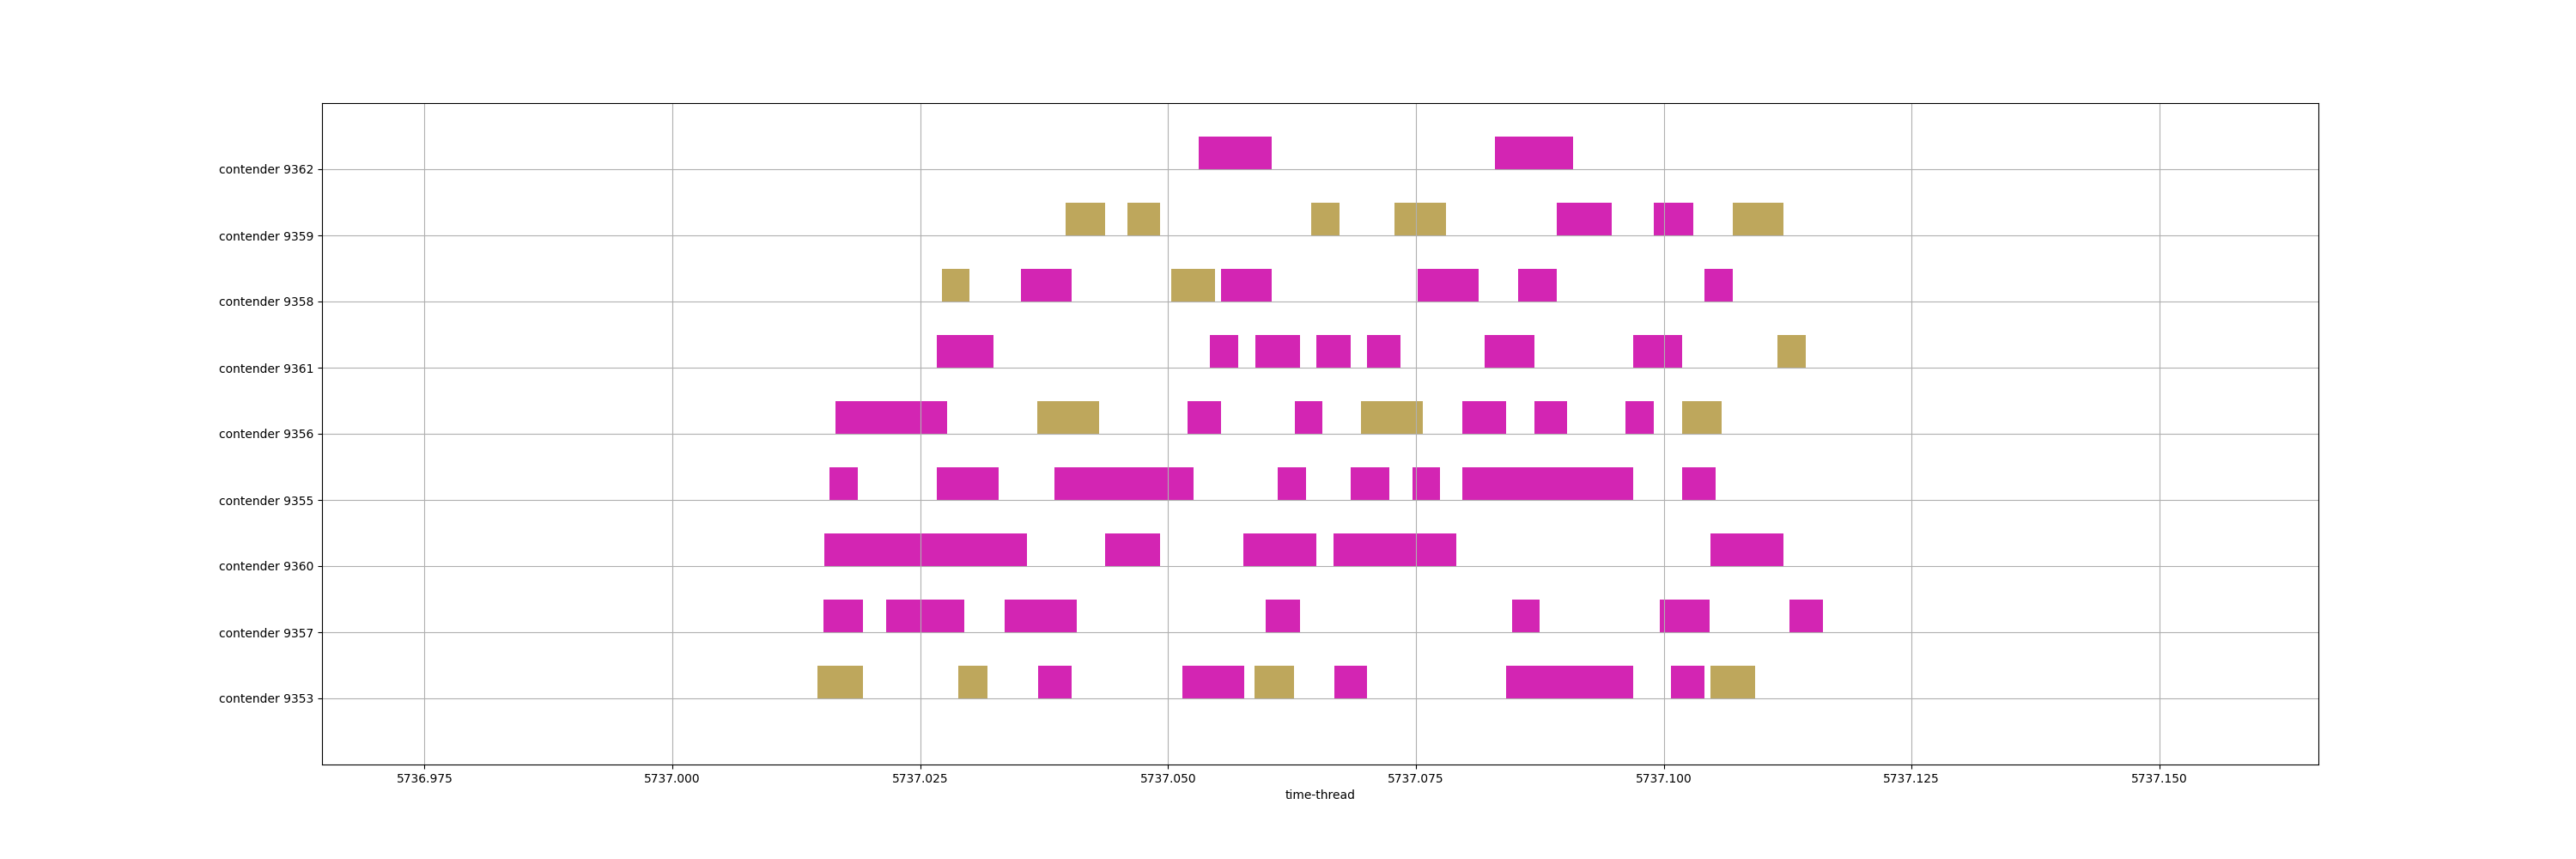 contender 9362
contender 9359
contender 9358
contender 9361
contender 9356
contender 9355
contender 9360
contender 9357
contender 9353
5736.975 5737.000 5737.025 5737.050 5737.075 5737.100 5737.125 5737.150
time-thread